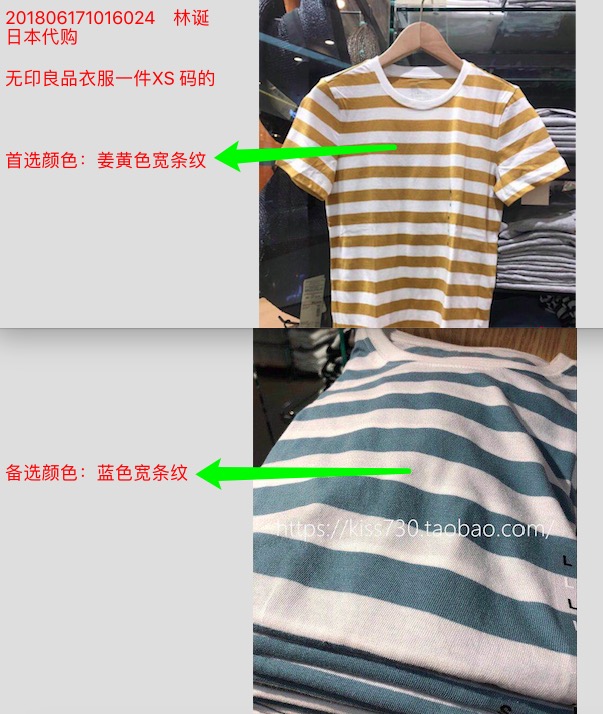 201806171016024 林诞
日本代购
无印良品衣服一件XS 码的
首选颜色：姜黄色宽条纹
备选颜色：蓝色宽条纹
https://kiss730.taobao.com/
L
L
L
S